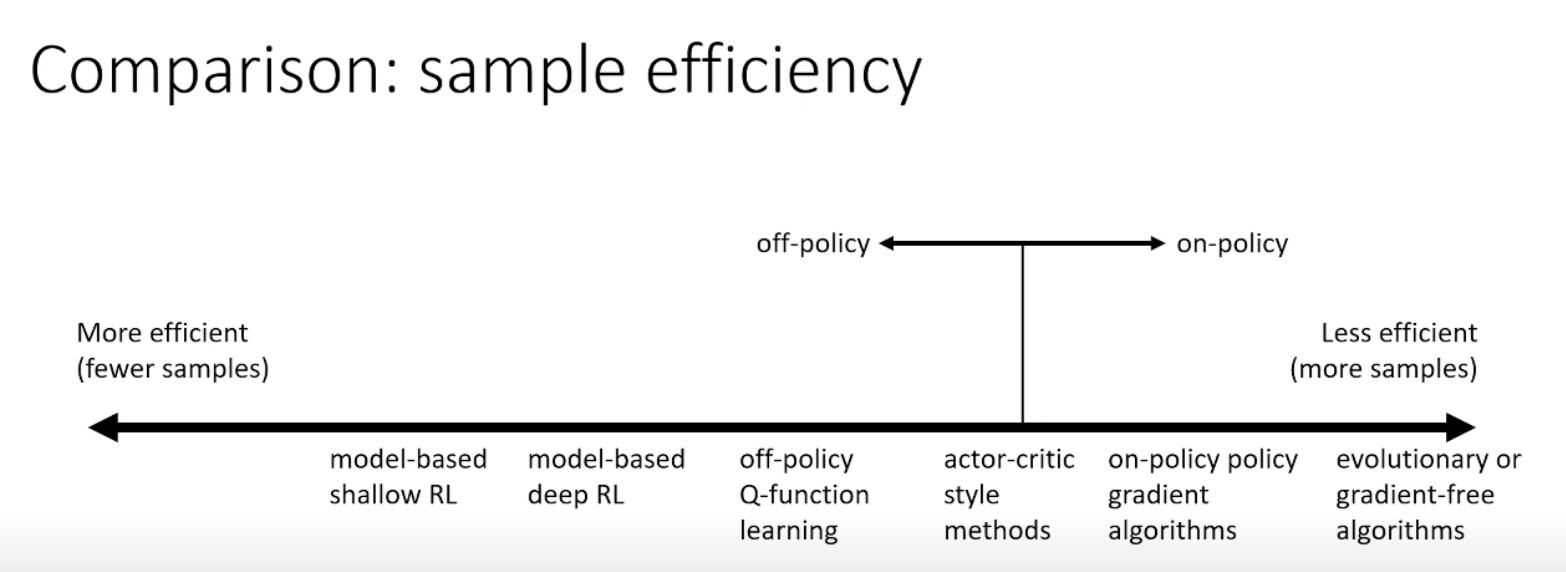 Comparison: sample efficiency
off-policy
on-policy
More efficient
(fewer samples)
Less efficient
(more samples)
model-based
shallow RL
model-based
deep RL
off-policy
Q-function
learning
actor-critic
style
methods
on-policy policy
gradient
algorithms
evolutionary or
gradient-free
algorithms